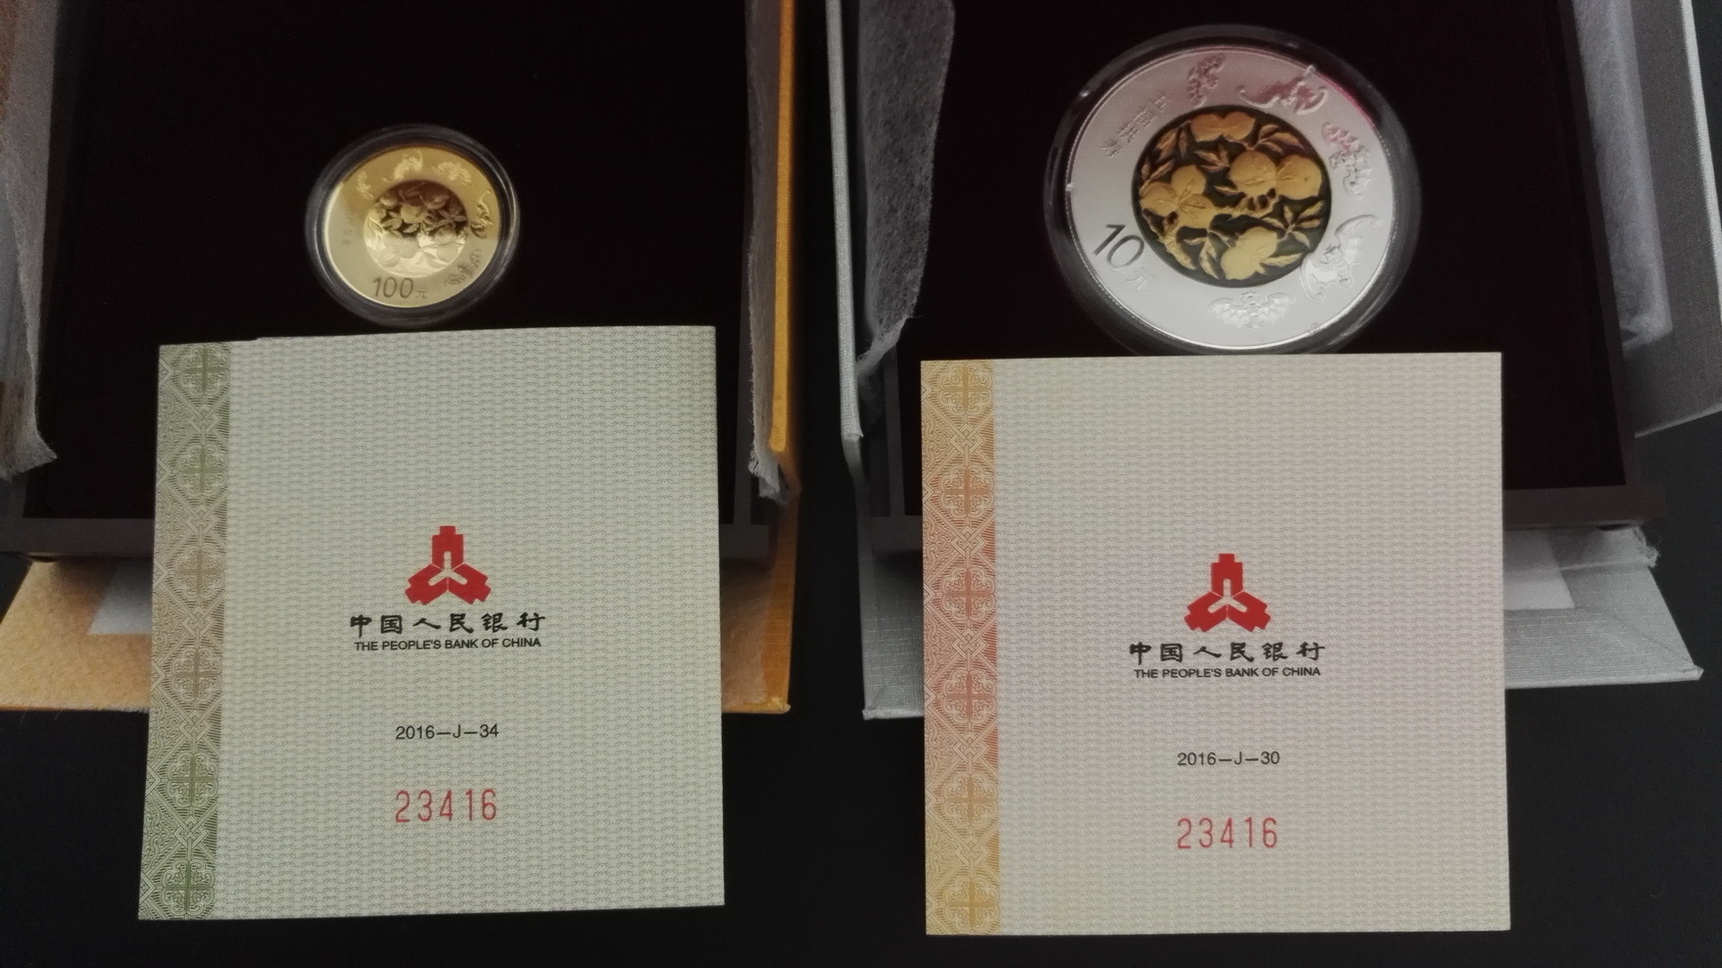 100元
中国人民银行
THE PEOPLE'S BANK OF CHINA
2016—J—34
23416
10元
中国人民银行
THE PEOPLE'S BANK OF CHINA
2016—J—30
23416